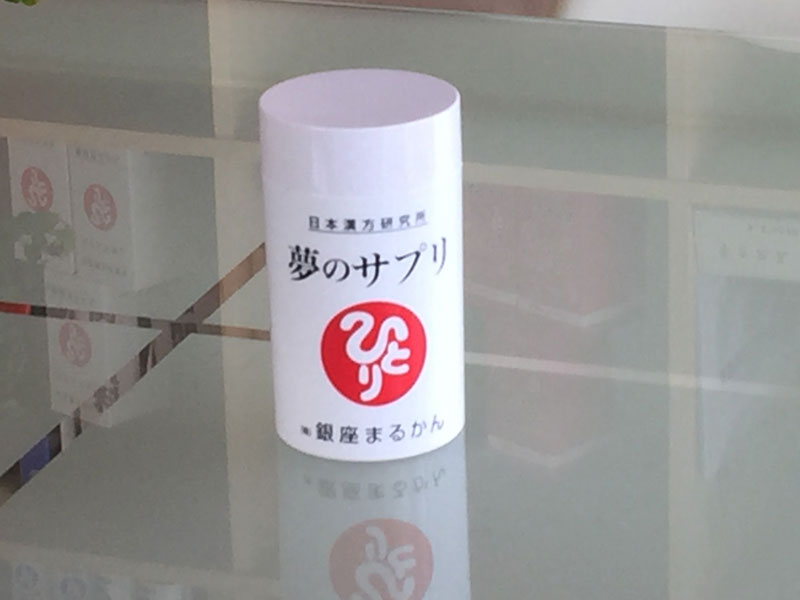 日本漢方研究所
夢のサプリ
ひとり
銀座まるかん